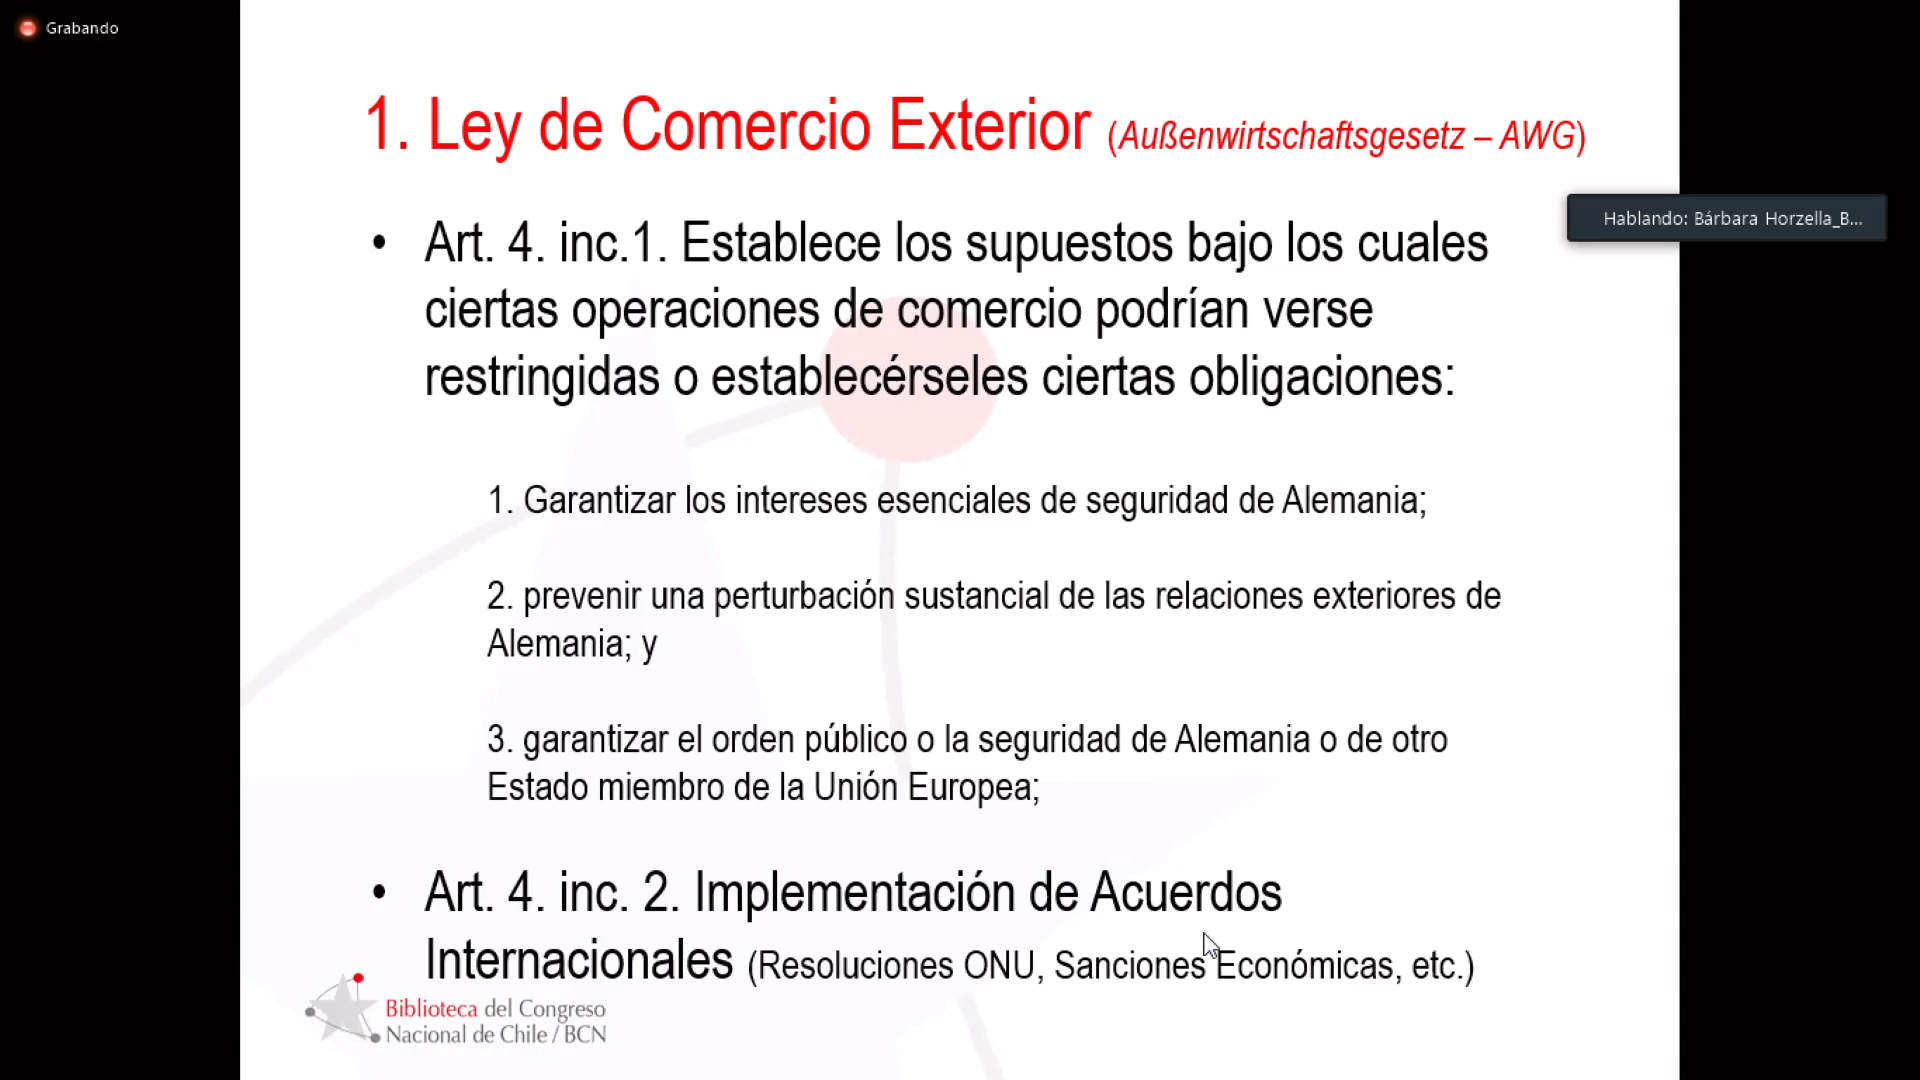 Grabando
1. Ley de Comercio Exterior (Außenwirtschaftsgesetz – AWG)
Hablando: Bárbara Horzella_B...
• Art. 4. inc.1. Establece los supuestos bajo los cuales
ciertas operaciones de comercio podrían verse
restringidas o establecérseles ciertas obligaciones:
1. Garantizar los intereses esenciales de seguridad de Alemania;
2. prevenir una perturbación sustancial de las relaciones exteriores de
Alemania; y
3. garantizar el orden público o la seguridad de Alemania o de otro
Estado miembro de la Unión Europea;
• Art. 4. inc. 2. Implementación de Acuerdos
Internacionales (Resoluciones ONU, Sanciones Económicas, etc.)
Biblioteca del Congreso
Nacional de Chile / BCN